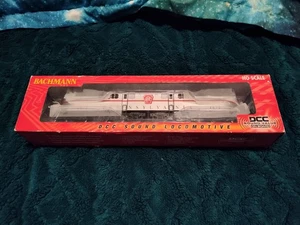 BACHMANN
HO SCALE
DCC SOUND LOCOMOTIVE
DCC